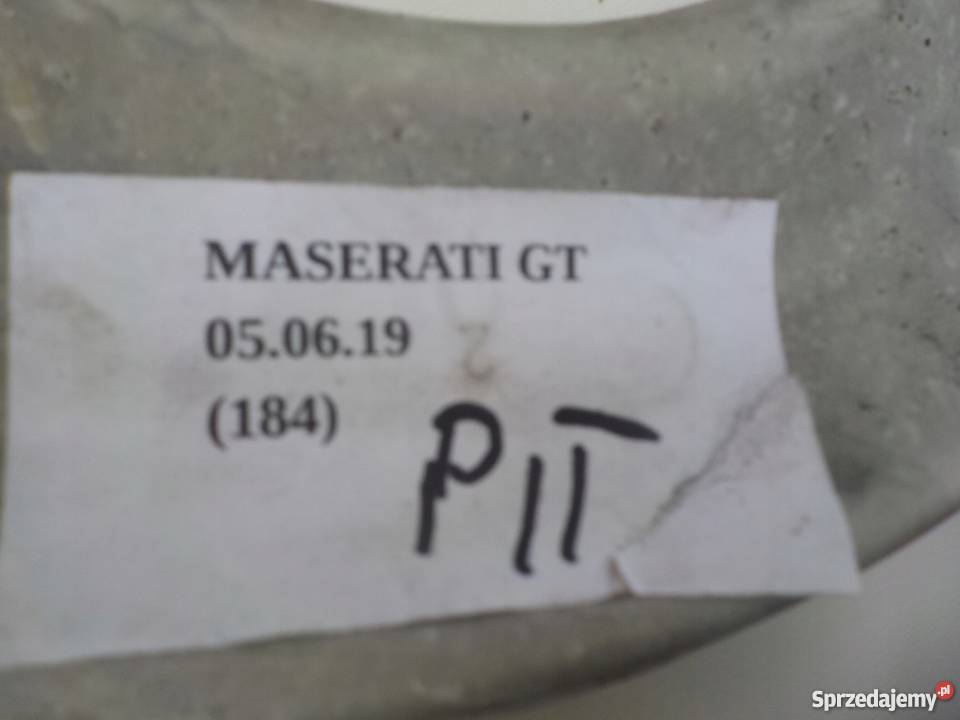 MASERATI GT
05.06.19
(184)
PIT
Sprzedajemy.pl